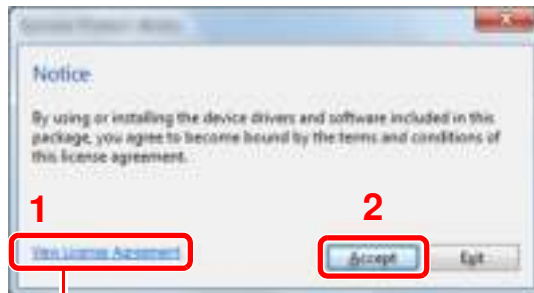 Notice
By using or installing the device drivers and software included in this
package, you agree to become bound by the terms and conditions of
this license agreement.
1
2
View License Agreement
Accept
Exit